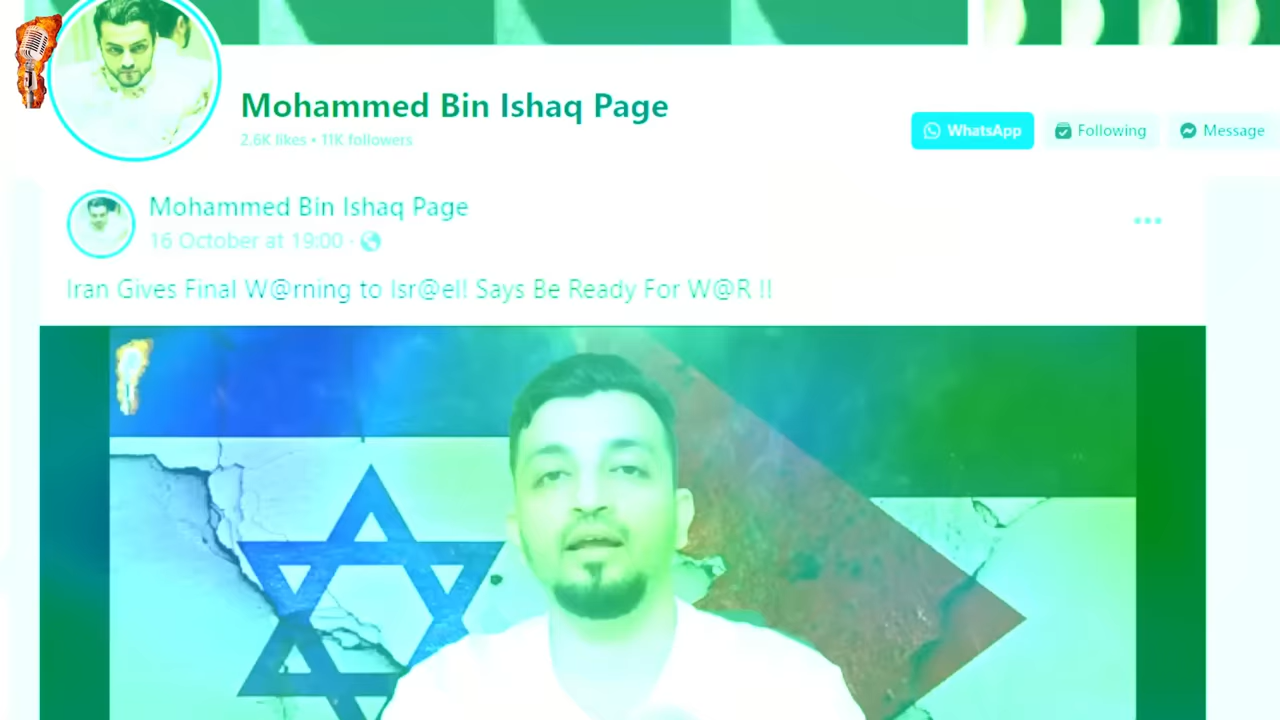 Mohammed Bin Ishaq Page
2.6K likes • 11K followers
WhatsApp
Following
Message
Mohammed Bin Ishaq Page
16 October at 19:00 ·
Iran Gives Final W@rning to Isr@el! Says Be Ready For W@R !!